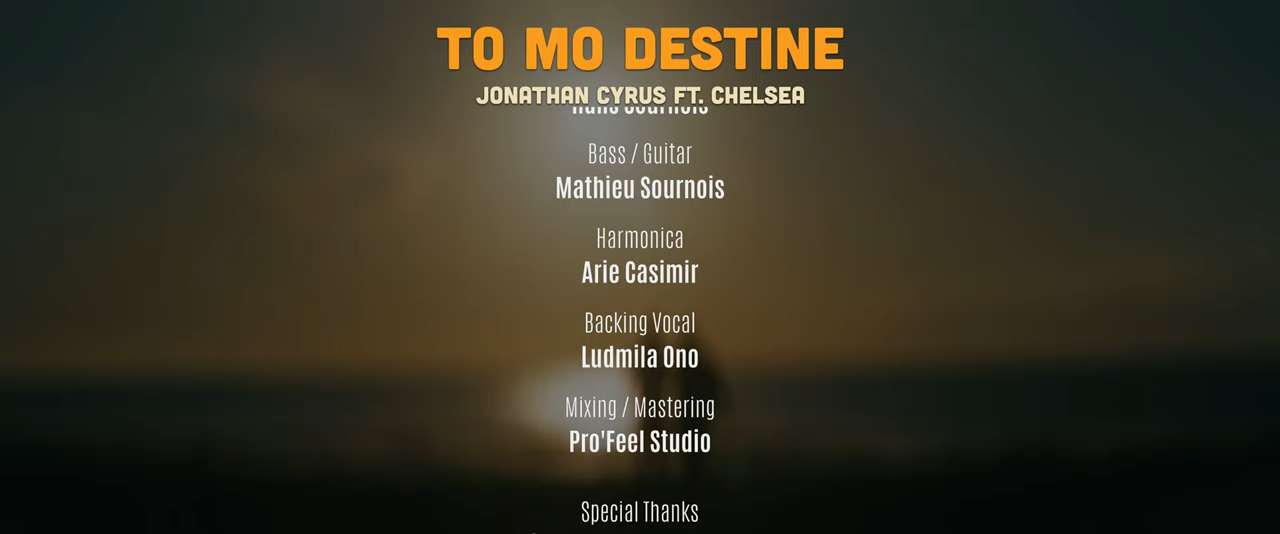 TO MO DESTINE
JONATHAN CYRUS FT. CHELSEA
Bass / Guitar
Mathieu Sournois
Harmonica
Arie Casimir
Backing Vocal
Ludmila Ono
Mixing / Mastering
Pro'Feel Studio
Special Thanks